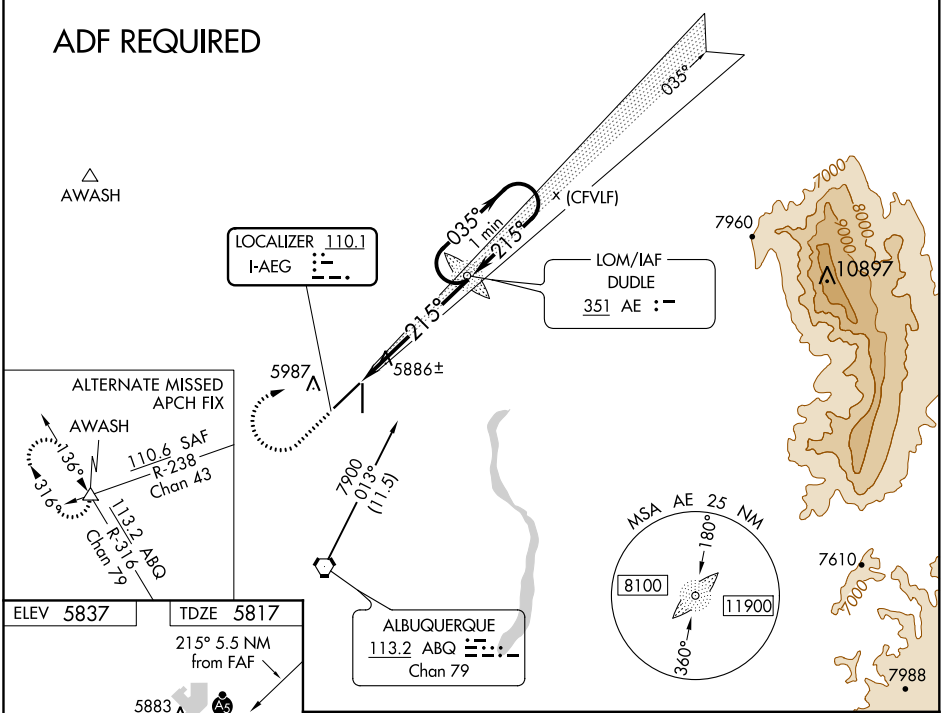 ADF REQUIRED
035°
AWASH
7000
8000
9000
(CFVLF)
7960
035°
1 min
215°
10897
LOCALIZER 110.1
I-AEG
LOM/IAF
DUDLE
351 AE
215°
5987
5886±
ALTERNATE MISSED
APCH FIX
AWASH
110.6 SAF
R-238
Chan 43
136°
316°
113.2 ABQ
R-316
Chan 79
7900
013°
(11.5)
MSA AE 25 NM
180°
8100
11900
360°
7610
7000
7988
ALBUQUERQUE
113.2 ABQ
Chan 79
ELEV 5837
TDZE 5817
215° 5.5 NM
from FAF
5883
A5